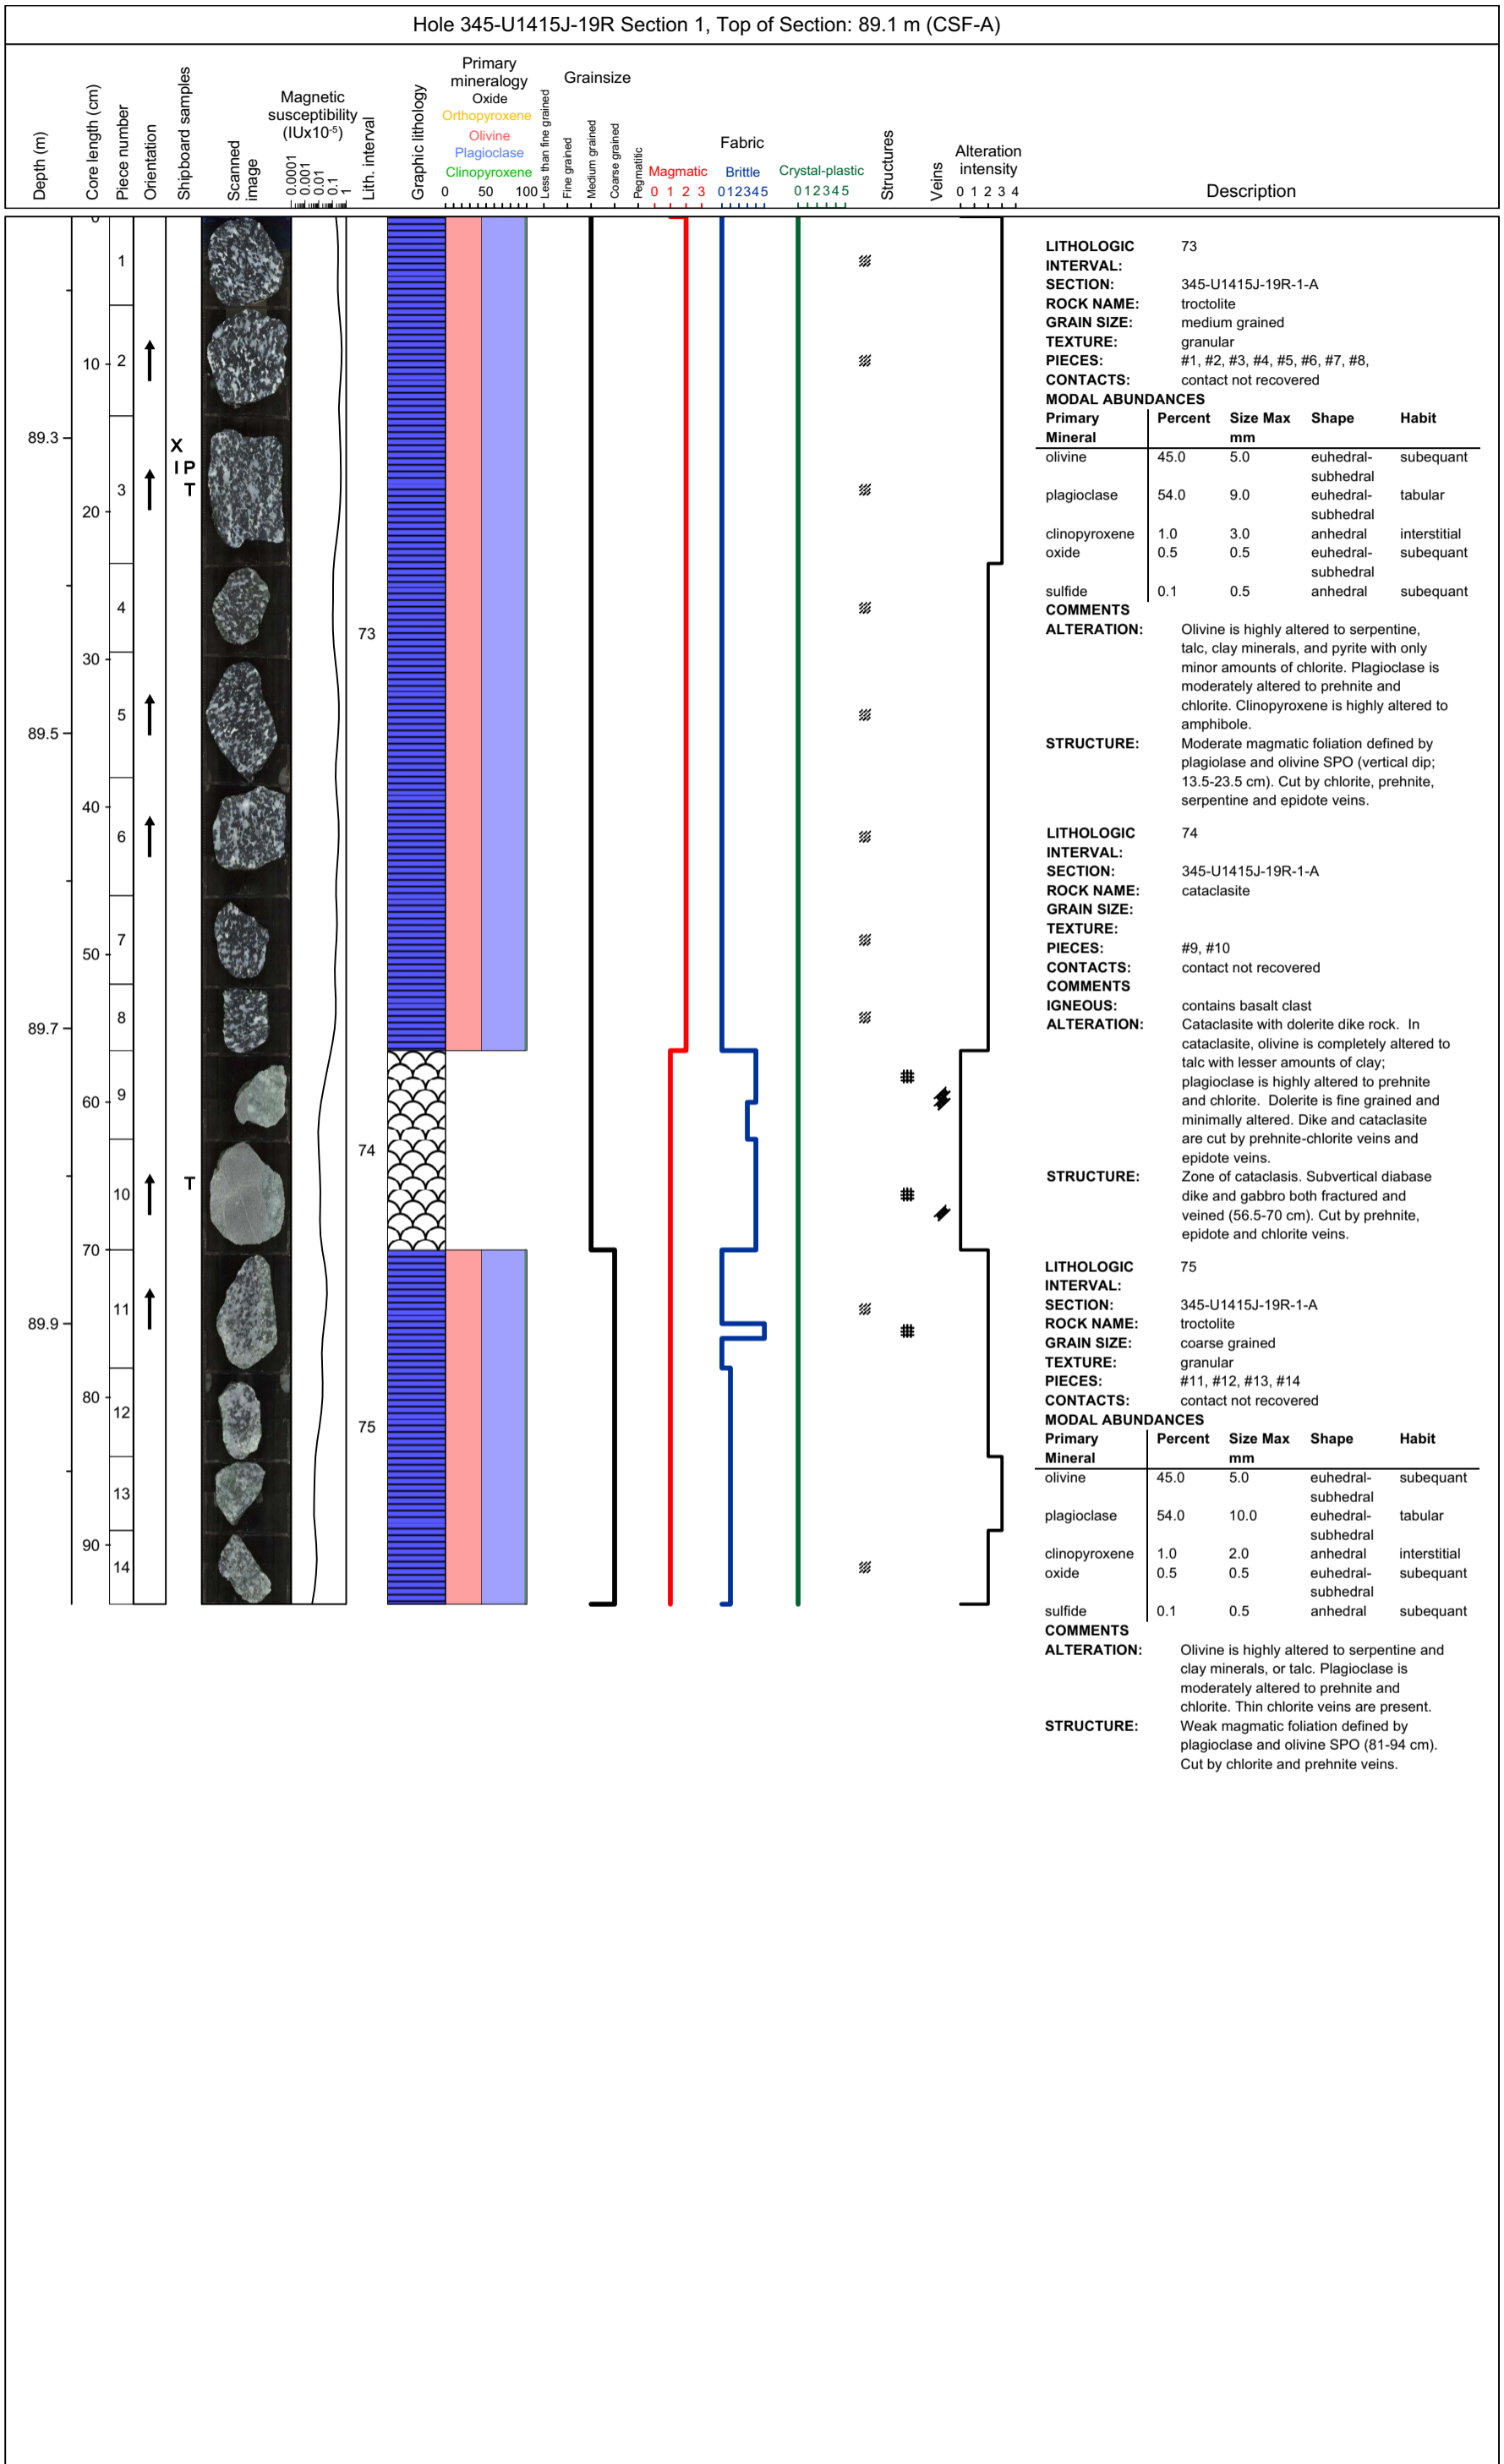 Hole 345-U1415J-19R Section 1, Top of Section: 89.1 m (CSF-A)
Depth (m)
Core length (cm)
Piece number
Orientation
Shipboard samples
Scanned
image
Magnetic
susceptibility
(IUx10-5)
0.0001
0.001
0.01
0.1
1
Lith. interval
Graphic lithology
Primary
mineralogy
Oxide
Orthopyroxene
Olivine
Plagioclase
Clinopyroxene
0 50 100
Grainsize
Less than fine grained
Fine grained
Medium grained
Coarse grained
Pegmatitic
Fabric
Magmatic
0 1 2 3
Brittle
0 1 2 3 4 5
Crystal-plastic
0 1 2 3 4 5
Structures
Veins
Alteration
intensity
0 1 2 3 4
Description
0
1
10
2
89.3
X
I P
T
3
20
4
73
30
5
89.5
40
6
7
50
8
89.7
9
60
74
T
10
70
11
89.9
80
12
75
13
90
14
LITHOLOGIC 73
INTERVAL:
SECTION: 345-U1415J-19R-1-A
ROCK NAME: troctolite
GRAIN SIZE: medium grained
TEXTURE: granular
PIECES: #1, #2, #3, #4, #5, #6, #7, #8,
CONTACTS: contact not recovered
MODAL ABUNDANCES
Primary Percent Size Max Shape Habit
Mineral mm
olivine 45.0 5.0 euhedral- subequant
subhedral
plagioclase 54.0 9.0 euhedral- tabular
subhedral
clinopyroxene 1.0 3.0 anhedral interstitial
oxide 0.5 0.5 euhedral- subequant
subhedral
sulfide 0.1 0.5 anhedral subequant
COMMENTS
ALTERATION: Olivine is highly altered to serpentine,
talc, clay minerals, and pyrite with only
minor amounts of chlorite. Plagioclase is
moderately altered to prehnite and
chlorite. Clinopyroxene is highly altered to
amphibole.
STRUCTURE: Moderate magmatic foliation defined by
plagiolase and olivine SPO (vertical dip;
13.5-23.5 cm). Cut by chlorite, prehnite,
serpentine and epidote veins.
LITHOLOGIC 74
INTERVAL:
SECTION: 345-U1415J-19R-1-A
ROCK NAME: cataclasite
GRAIN SIZE:
TEXTURE:
PIECES: #9, #10
CONTACTS: contact not recovered
COMMENTS
IGNEOUS: contains basalt clast
ALTERATION: Cataclasite with dolerite dike rock. In
cataclasite, olivine is completely altered to
talc with lesser amounts of clay;
plagioclase is highly altered to prehnite
and chlorite. Dolerite is fine grained and
minimally altered. Dike and cataclasite
are cut by prehnite-chlorite veins and
epidote veins.
STRUCTURE: Zone of cataclasis. Subvertical diabase
dike and gabbro both fractured and
veined (56.5-70 cm). Cut by prehnite,
epidote and chlorite veins.
LITHOLOGIC 75
INTERVAL:
SECTION: 345-U1415J-19R-1-A
ROCK NAME: troctolite
GRAIN SIZE: coarse grained
TEXTURE: granular
PIECES: #11, #12, #13, #14
CONTACTS: contact not recovered
MODAL ABUNDANCES
Primary Percent Size Max Shape Habit
Mineral mm
olivine 45.0 5.0 euhedral- subequant
subhedral
plagioclase 54.0 10.0 euhedral- tabular
subhedral
clinopyroxene 1.0 2.0 anhedral interstitial
oxide 0.5 0.5 euhedral- subequant
subhedral
sulfide 0.1 0.5 anhedral subequant
COMMENTS
ALTERATION: Olivine is highly altered to serpentine and
clay minerals, or talc. Plagioclase is
moderately altered to prehnite and
chlorite. Thin chlorite veins are present.
STRUCTURE: Weak magmatic foliation defined by
plagioclase and olivine SPO (81-94 cm).
Cut by chlorite and prehnite veins.